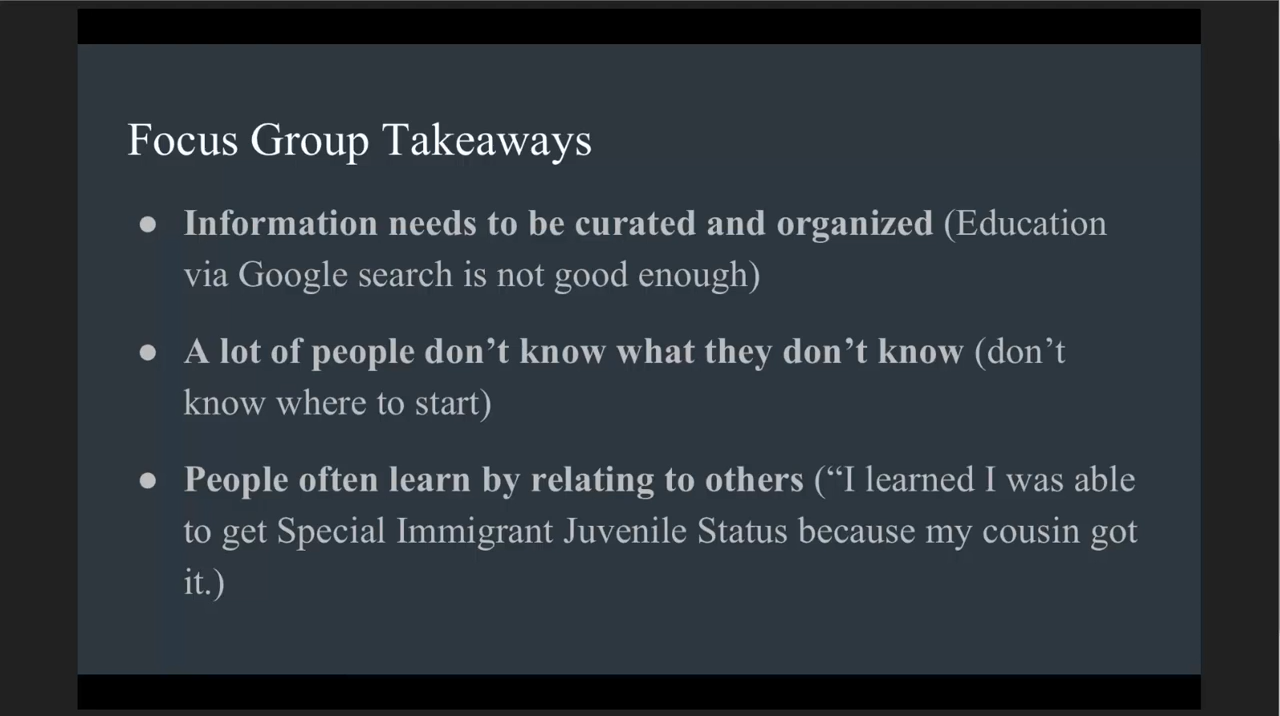 Focus Group Takeaways
● Information needs to be curated and organized (Education
via Google search is not good enough)
● A lot of people don’t know what they don’t know (don’t
know where to start)
● People often learn by relating to others (“I learned I was able
to get Special Immigrant Juvenile Status because my cousin got
it.)